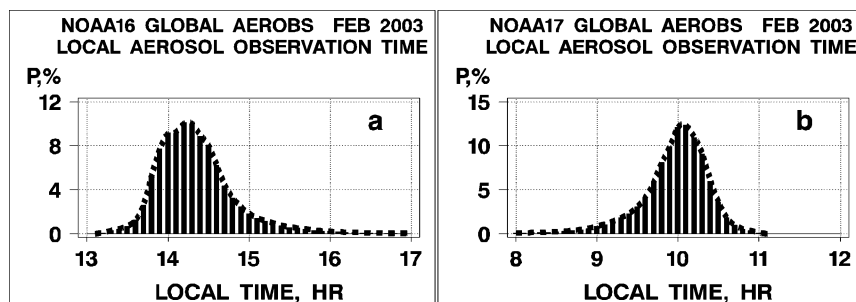 NOAA16 GLOBAL AEROBS FEB 2003
LOCAL AEROSOL OBSERVATION TIME
P,%
a
12
8
4
0
13 14 15 16 17
LOCAL TIME, HR
NOAA17 GLOBAL AEROBS FEB 2003
LOCAL AEROSOL OBSERVATION TIME
P,%
b
15
10
5
0
8 9 10 11 12
LOCAL TIME, HR